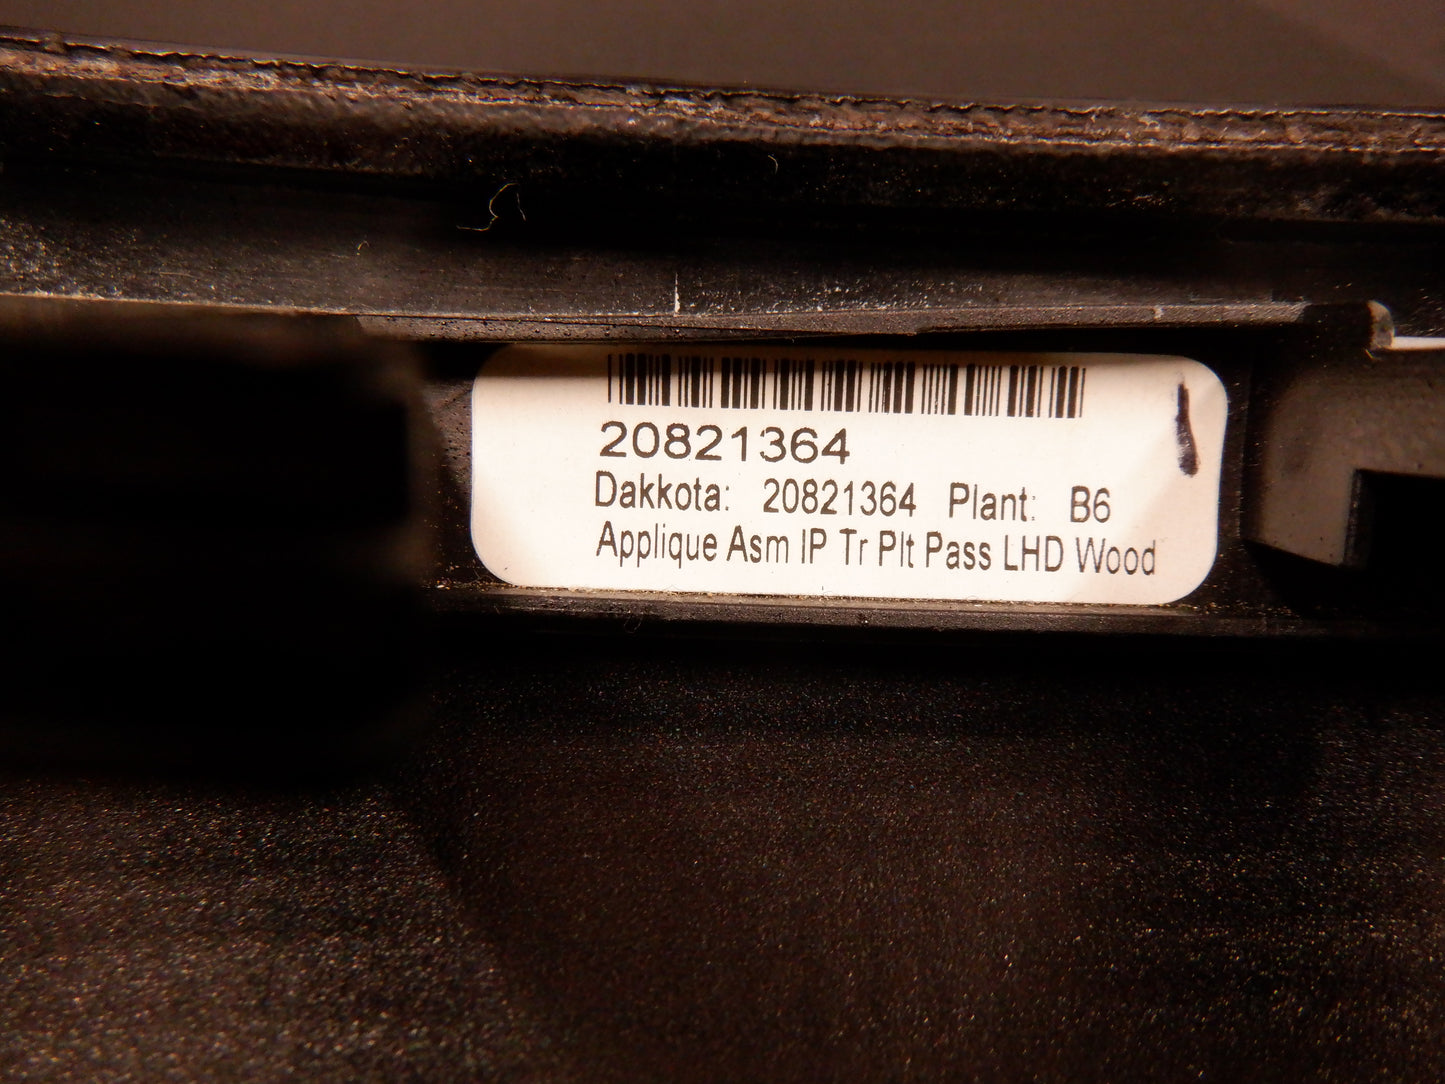 20821364
Dakkota: 20821364 Plant: B6
Applique Asm IP Tr Plt Pass LHD Wood